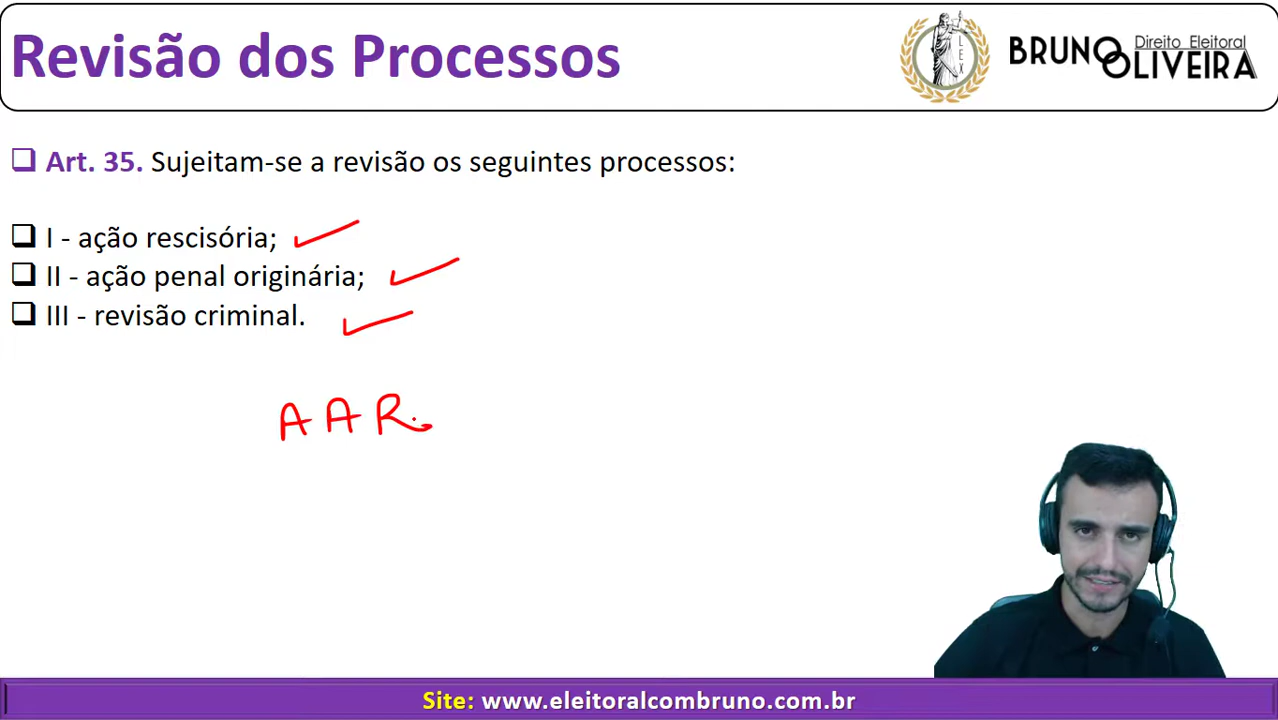 Revisão dos Processos
LEX
BRUNO
Direito Eleitoral
OLIVEIRA
Art. 35. Sujeitam-se a revisão os seguintes processos:
I - ação rescisória;
II - ação penal originária;
III - revisão criminal.
A A R
Site: www.eleitoralcombruno.com.br